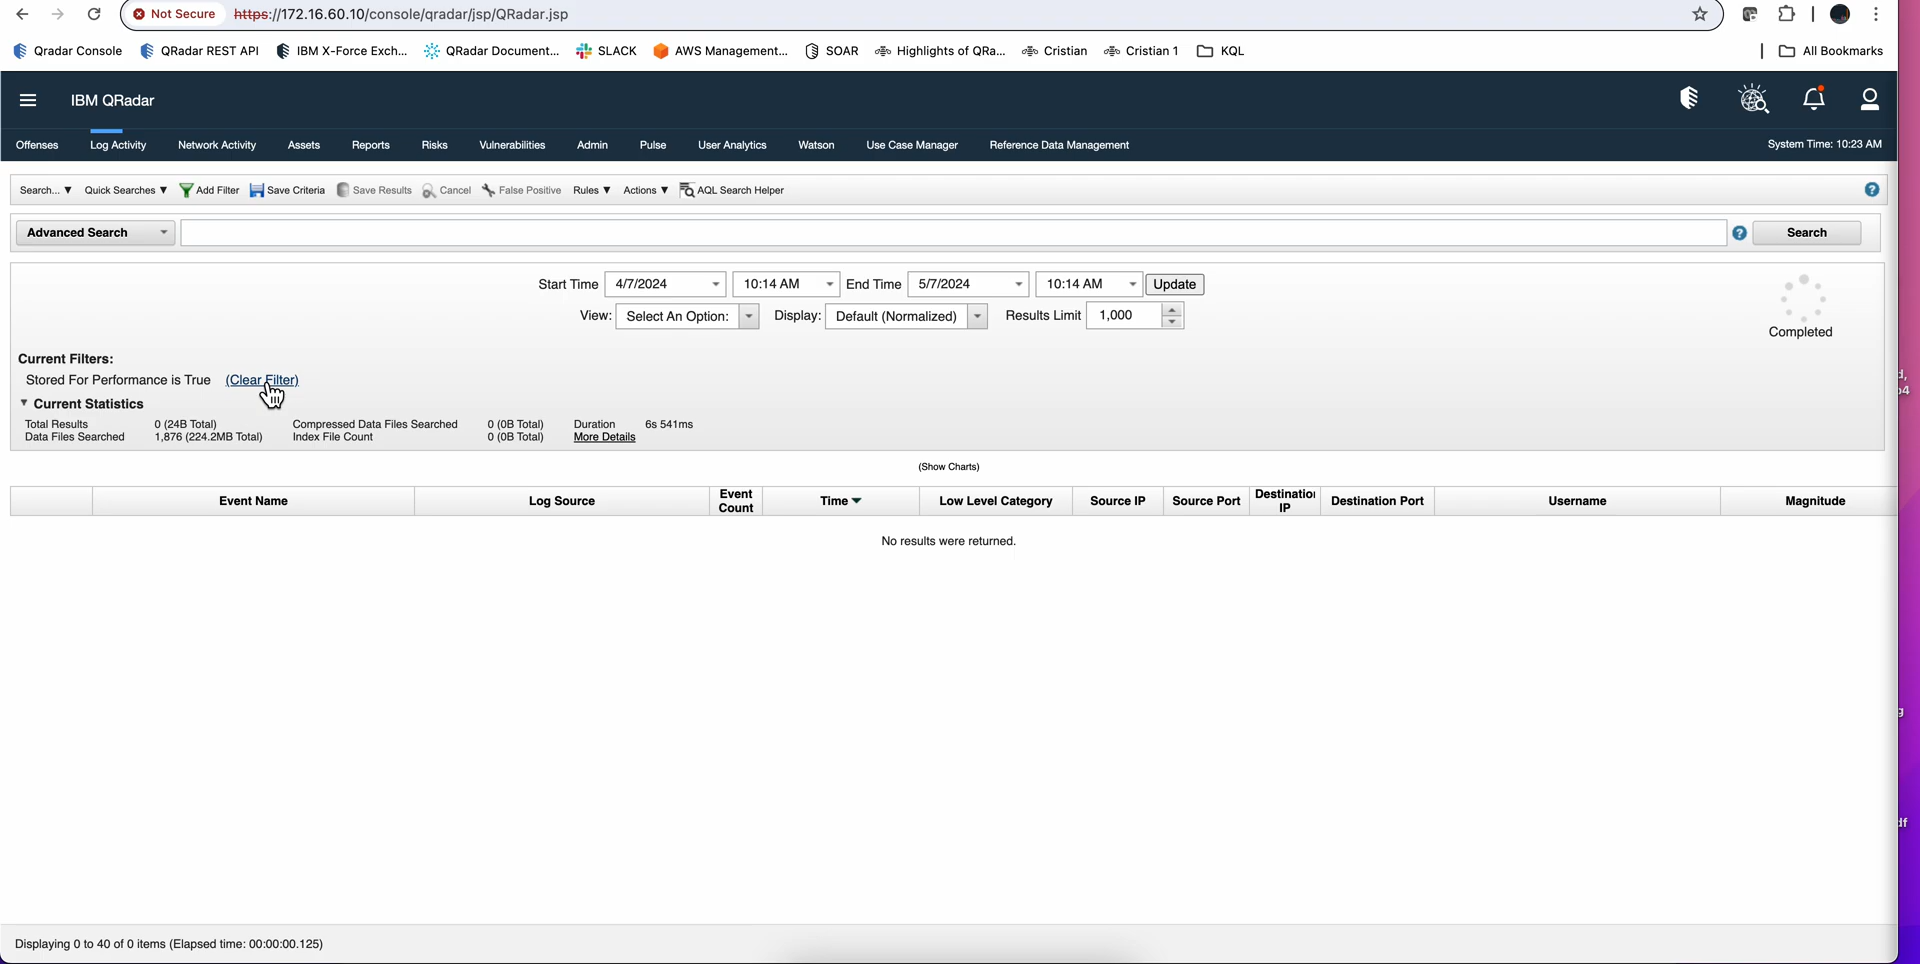 Not Secure https://172.16.60.10/console/qradar/jsp/QRadar.jsp
Qradar Console QRadar REST API IBM X-Force Exch... QRadar Document... SLACK AWS Management... SOAR Highlights of QRa... Cristian Cristian 1 KQL All Bookmarks
IBM QRadar
Offenses Log Activity Network Activity Assets Reports Risks Vulnerabilities Admin Pulse User Analytics Watson Use Case Manager Reference Data Management System Time: 10:23 AM
Search... ▼ Quick Searches ▼ Add Filter Save Criteria Save Results Cancel False Positive Rules ▼ Actions ▼ AQL Search Helper ?
Advanced Search ? Search
Start Time 4/7/2024 10:14 AM End Time 5/7/2024 10:14 AM Update
View: Select An Option: Display: Default (Normalized) Results Limit 1,000
Completed
Current Filters:
Stored For Performance is True (Clear Filter)
▼ Current Statistics
Total Results 0 (24B Total) Compressed Data Files Searched 0 (0B Total) Duration 6s 541ms
Data Files Searched 1,876 (224.2MB Total) Index File Count 0 (0B Total) More Details
(Show Charts)
Event Name Log Source Event Count Time ▼ Low Level Category Source IP Source Port Destination IP Destination Port Username Magnitude
No results were returned.
Displaying 0 to 40 of 0 items (Elapsed time: 00:00:00.125)